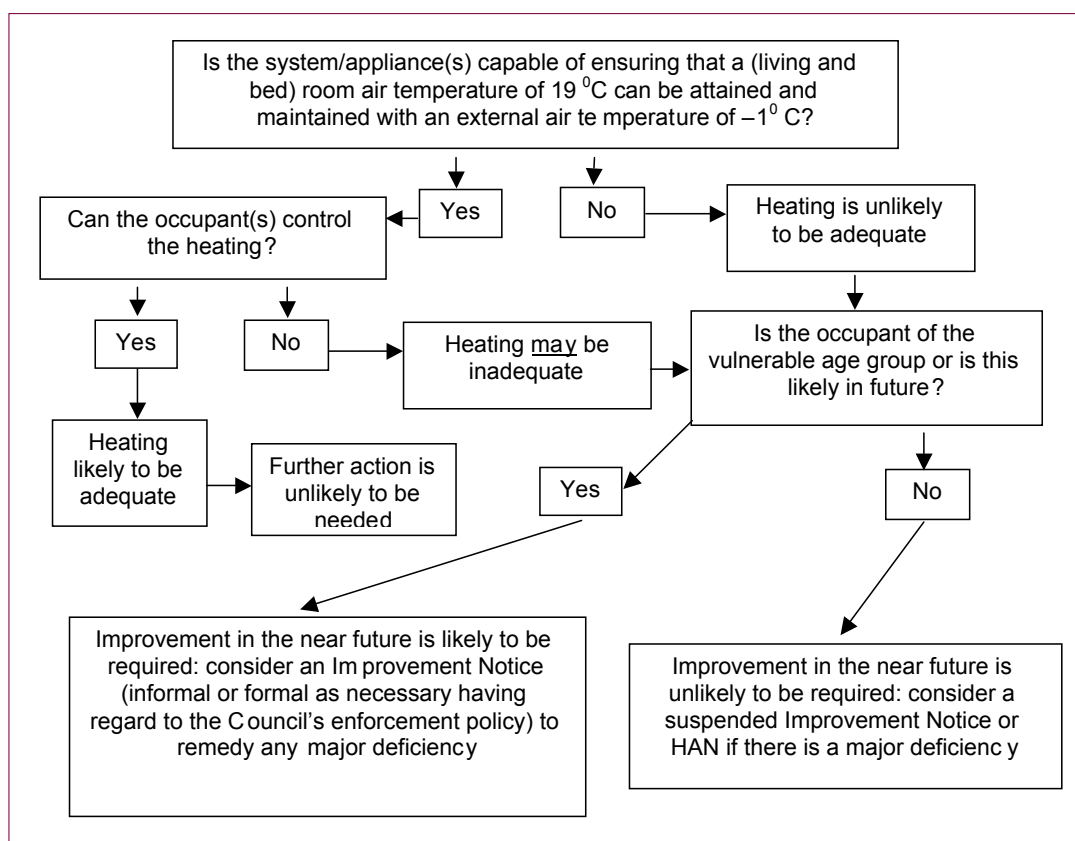 Is the system/appliance(s) capable of ensuring that a (living and
bed) room air temperature of 19 ⁰C can be attained and
maintained with an external air te mperature of –1⁰ C?
Yes
No
Can the occupant(s) control
the heating?
Heating is unlikely
to be adequate
Yes
No
Heating may be
inadequate
Is the occupant of the
vulnerable age group or is this
likely in future?
Heating
likely to be
adequate
Further action is
unlikely to be
needed
Yes
No
Improvement in the near future is likely to be
required: consider an Im provement Notice
(informal or formal as necessary having
regard to the C ouncil's enforcement policy) to
remedy any major deficiency
Improvement in the near future is
unlikely to be required: consider a
suspended Improvement Notice or
HAN if there is a major deficienc y